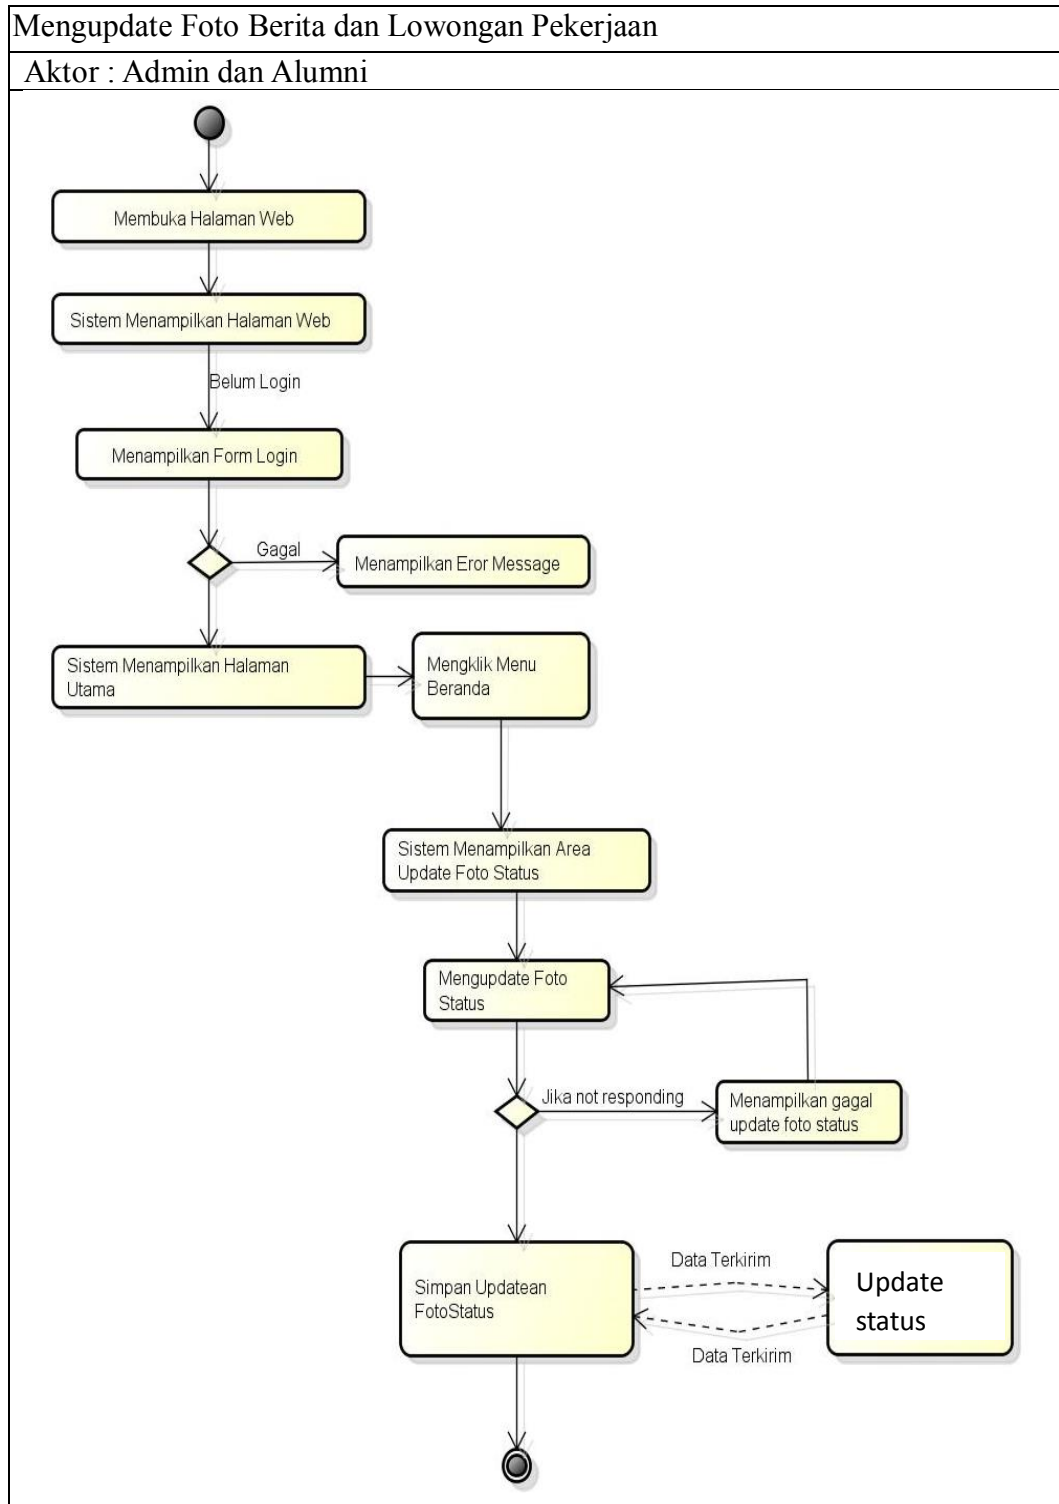 Mengupdate Foto Berita dan Lowongan Pekerjaan
Aktor : Admin dan Alumni
Membuka Halaman Web
Sistem Menampilkan Halaman Web
Belum Login
Menampilkan Form Login
Gagal
Menampilkan Eror Message
Sistem Menampilkan Halaman
Utama
Mengklik Menu
Beranda
Sistem Menampilkan Area
Update Foto Status
Mengupdate Foto
Status
Jika not responding
Menampilkan gagal
update foto status
Simpan Updatean
FotoStatus
Data Terkirim
Update
status
Data Terkirim